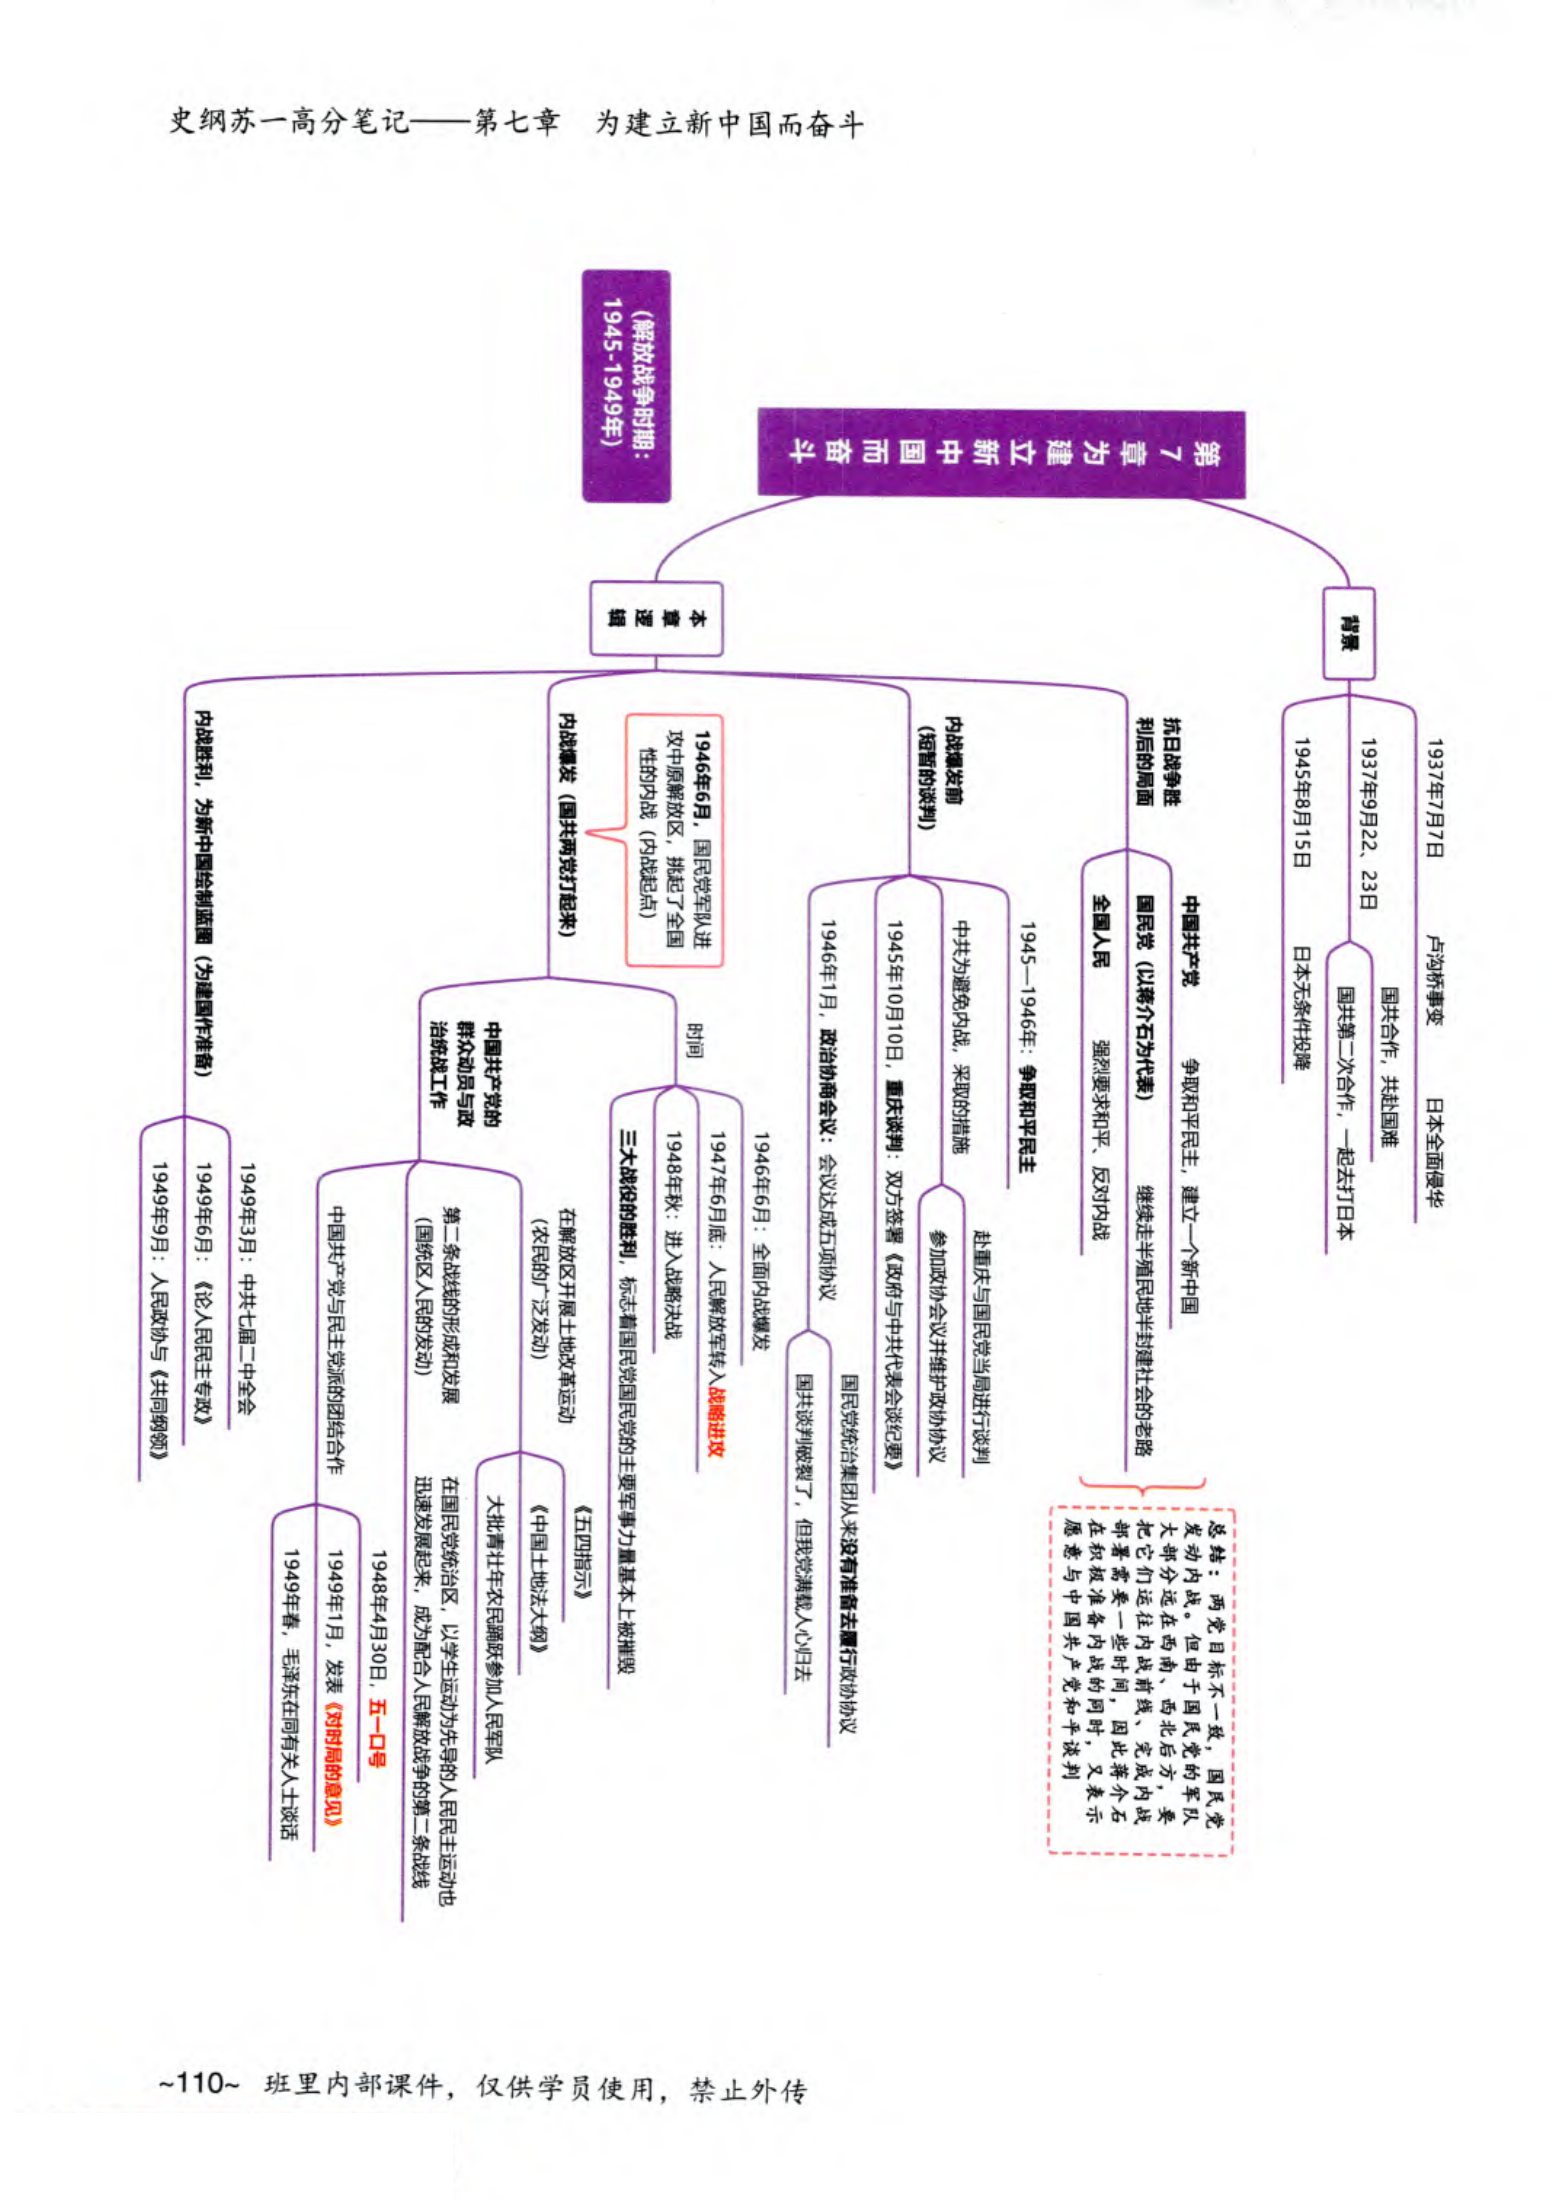 史纲苏一高分笔记——第七章 为建立新中国而奋斗
第7章为建立新中国而奋斗
(解放战争时期:
1945-1949年)
背景
1937年7月7日 卢沟桥事变 日本全面侵华
1937年9月22、23日
国共合作，共赴国难
国共第二次合作，一起去打日本
1945年8月15日 日本无条件投降
本章逻辑
抗日战争胜
利后的局面
中国共产党 争取和平民主，建立一个新中国
国民党（以蒋介石为代表） 继续走半殖民地半封建社会的老路
全国人民 强烈要求和平、反对内战
总结：两党目标不一致，国民党
发动内战。但由于国民党的军队
大部分远在西南、西北后方，要
把它们运往内战前线、完成内战
部署需要一些时间，因此蒋介石
在积极准备内战的同时，又表示
愿意与中国共产党和平谈判
内战爆发前
(短暂的谈判)
1945—1946年：争取和平民主
中共为避免内战，采取的措施
赴重庆与国民党当局进行谈判
参加政协会议并维护政协协议
1945年10月10日，重庆谈判：双方签署《政府与中共代表会谈纪要》
1946年1月，政治协商会议：会议达成五项协议
国民党统治集团从来没有准备去履行政协协议
国共谈判破裂了，但我党满载人心归去
1946年6月，国民党军队进
攻中原解放区，挑起了全国
性的内战（内战起点）
内战爆发（国共两党打起来）
时间
1946年6月：全面内战爆发
1947年6月底：人民解放军转入战略进攻
1948年秋：进入战略决战
三大战役的胜利，标志着国民党国民党的主要军事力量基本上被摧毁
中国共产党的
群众动员与政
治统战工作
在解放区开展土地改革运动
(农民的广泛发动)
《五四指示》
《中国土地法大纲》
大批青壮年农民踊跃参加人民军队
第二条战线的形成和发展
(国统区人民的发动)
在国民党统治区，以学生运动为先导的人民民主运动也
迅速发展起来，成为配合人民解放战争的第二条战线
中国共产党与民主党派的团结合作
1948年4月30日，五一口号
1949年1月，发表《对时局的意见》
1949年春，毛泽东在同有关人士谈话
内战胜利，为新中国绘制蓝图（为建国作准备）
1949年3月：中共七届二中全会
1949年6月：《论人民民主专政》
1949年9月：人民政协与《共同纲领》
~110~ 班里内部课件，仅供学员使用，禁止外传